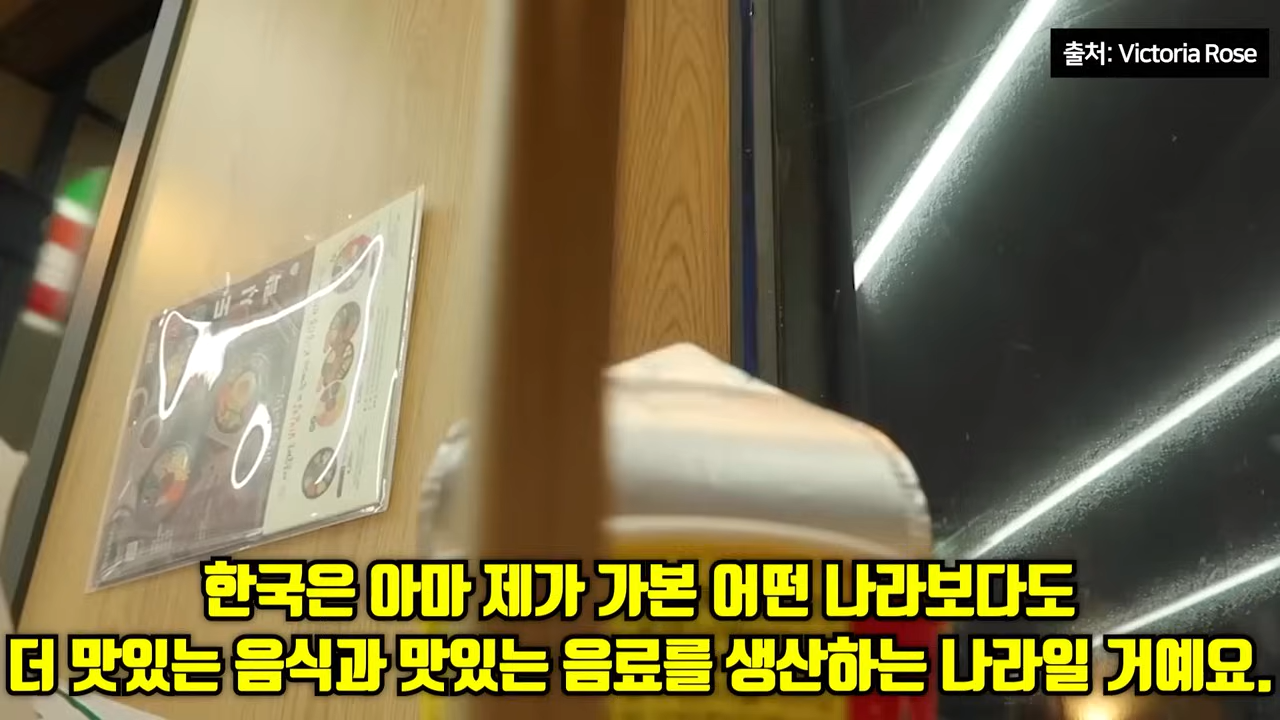 출처: Victoria Rose
한국은 아마 제가 가본 어떤 나라보다도
더 맛있는 음식과 맛있는 음료를 생산하는 나라일 거예요.